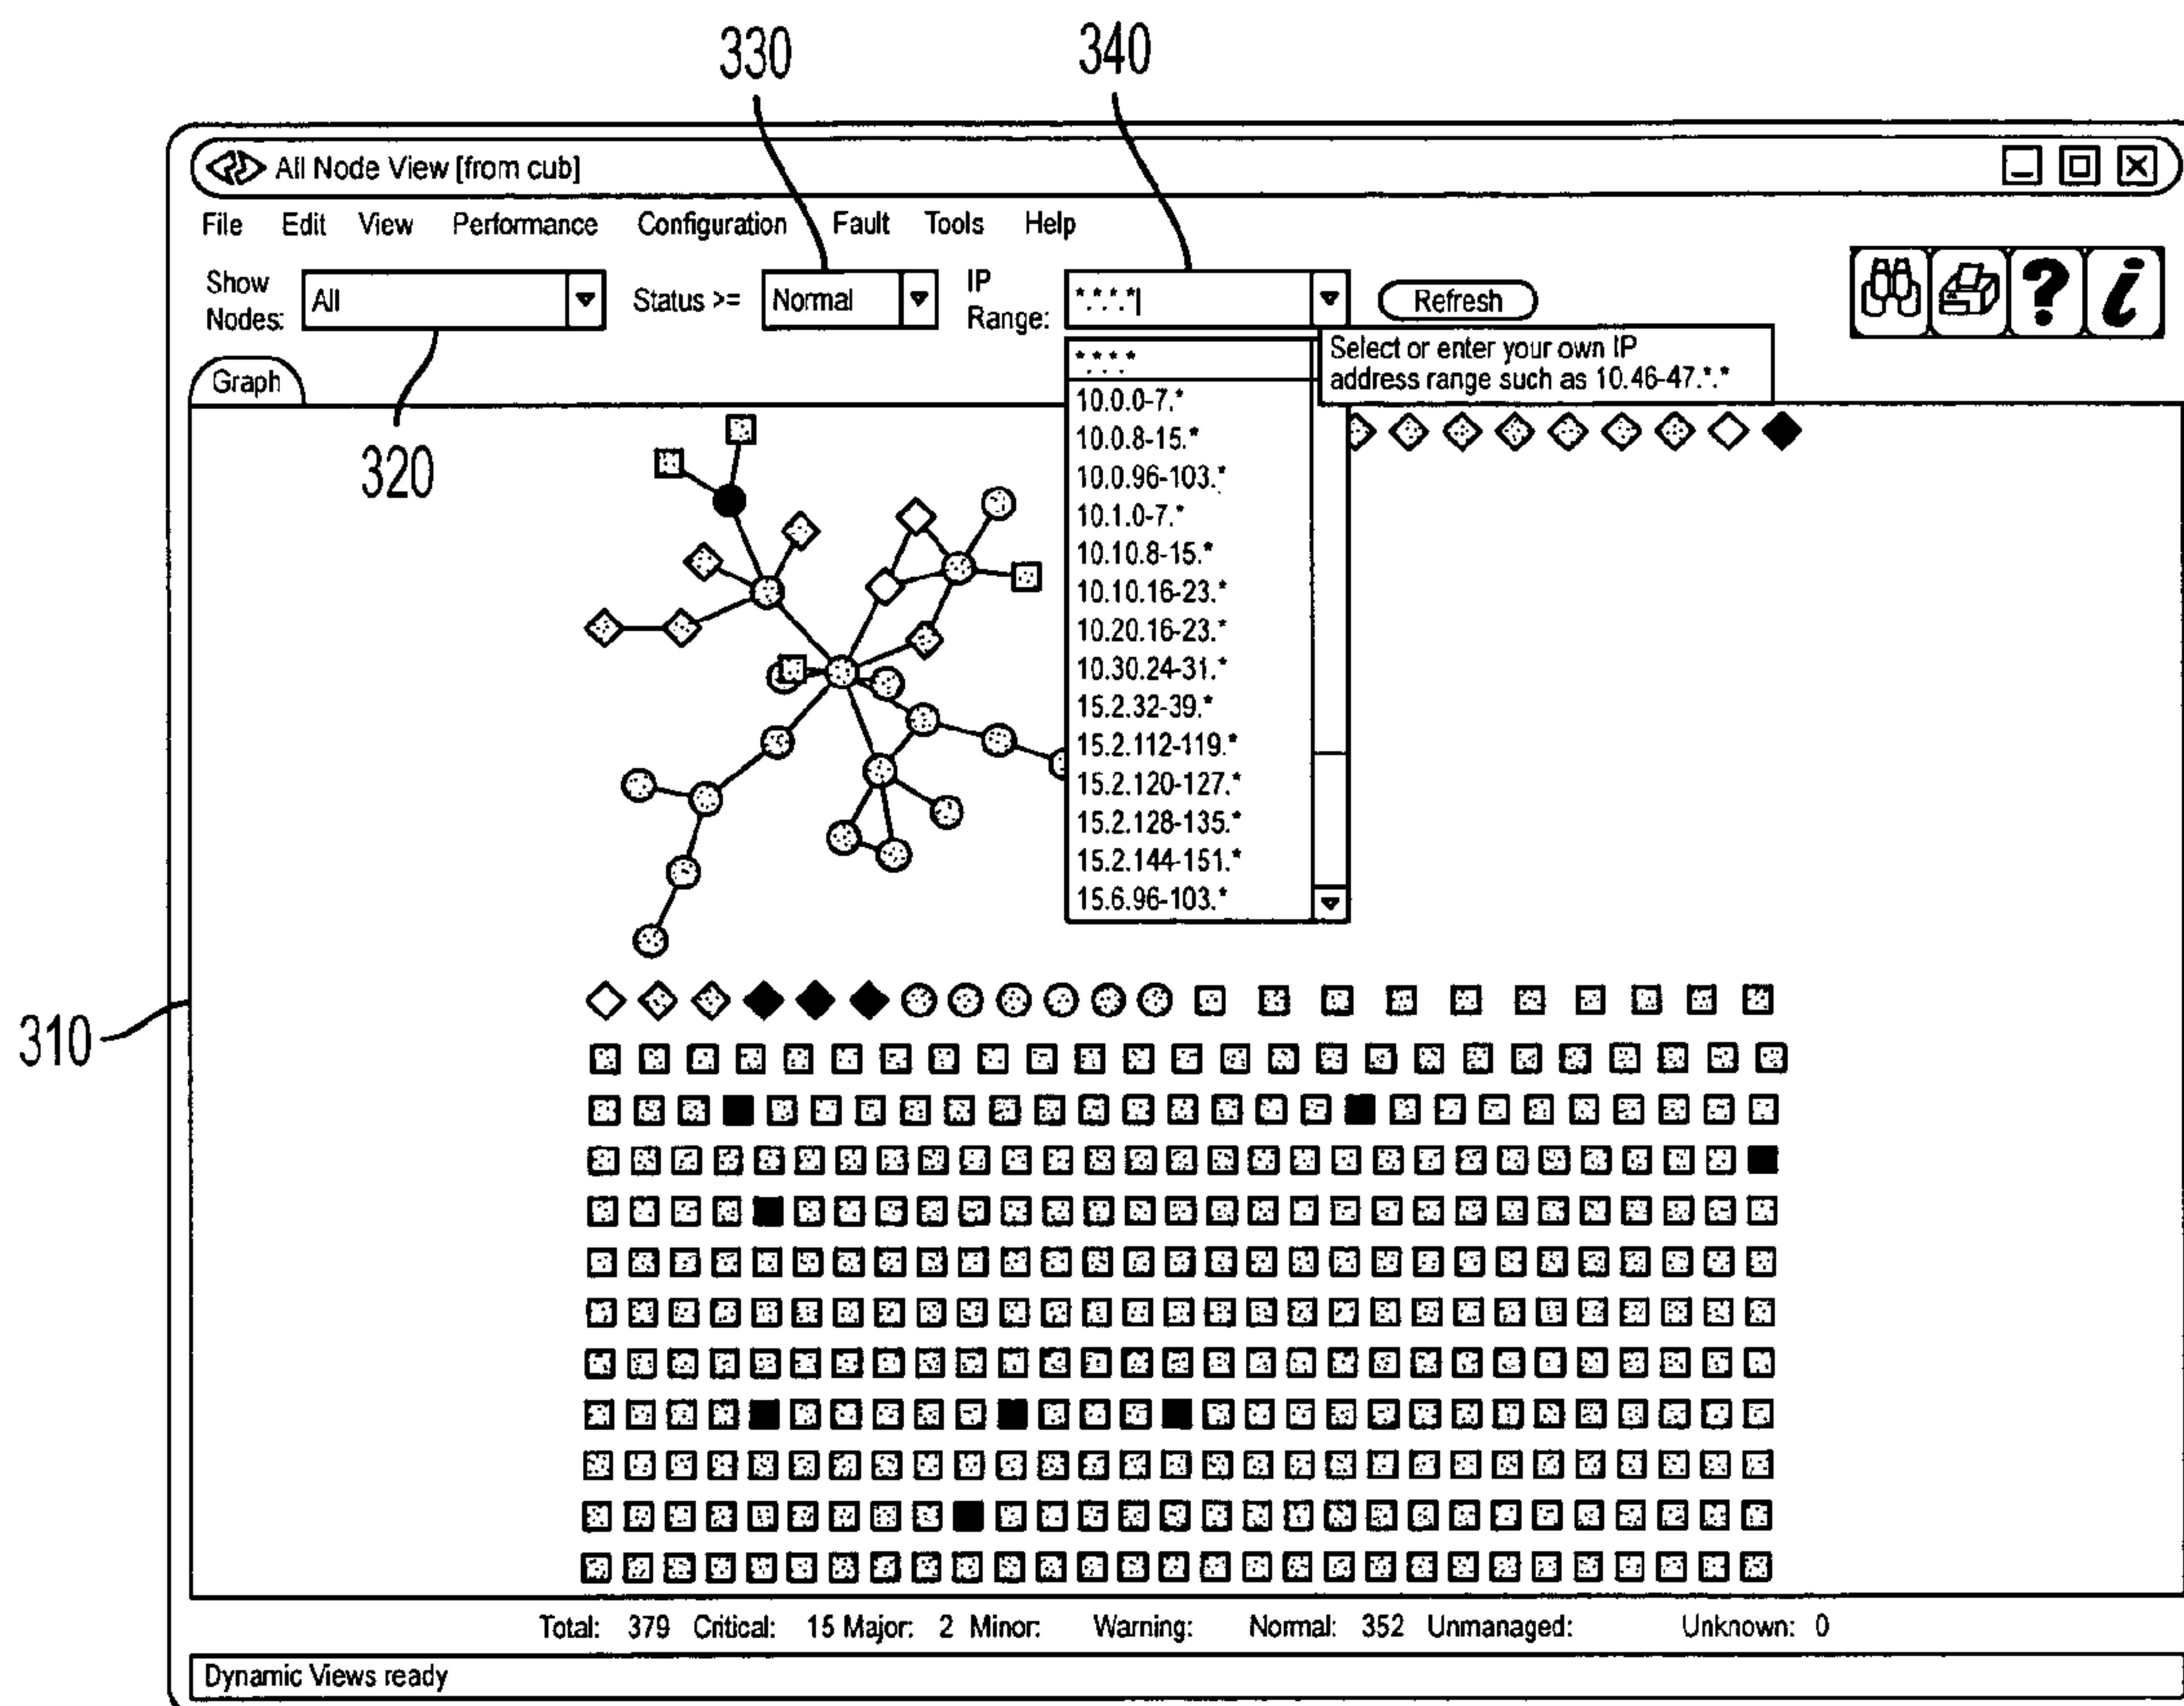 330
340
All Node View [from cub]
File Edit View Performance Configuration Fault Tools Help
Show Nodes: All Status >= Normal IP Range: *.*.*.* Refresh
*.*.*.*
Select or enter your own IP
address range such as 10.46-47.*.*
Graph
320
10.0.0-7.*
10.0.8-15.*
10.0.96-103.*
10.1.0-7.*
10.10.8-15.*
10.10.16-23.*
10.20.16-23.*
10.30.24-31.*
15.2.32-39.*
15.2.112-119.*
15.2.120-127.*
15.2.128-135.*
15.2.144-151.*
15.6.96-103.*
310
Total: 379 Critical: 15 Major: 2 Minor: Warning: Normal: 352 Unmanaged: Unknown: 0
Dynamic Views ready